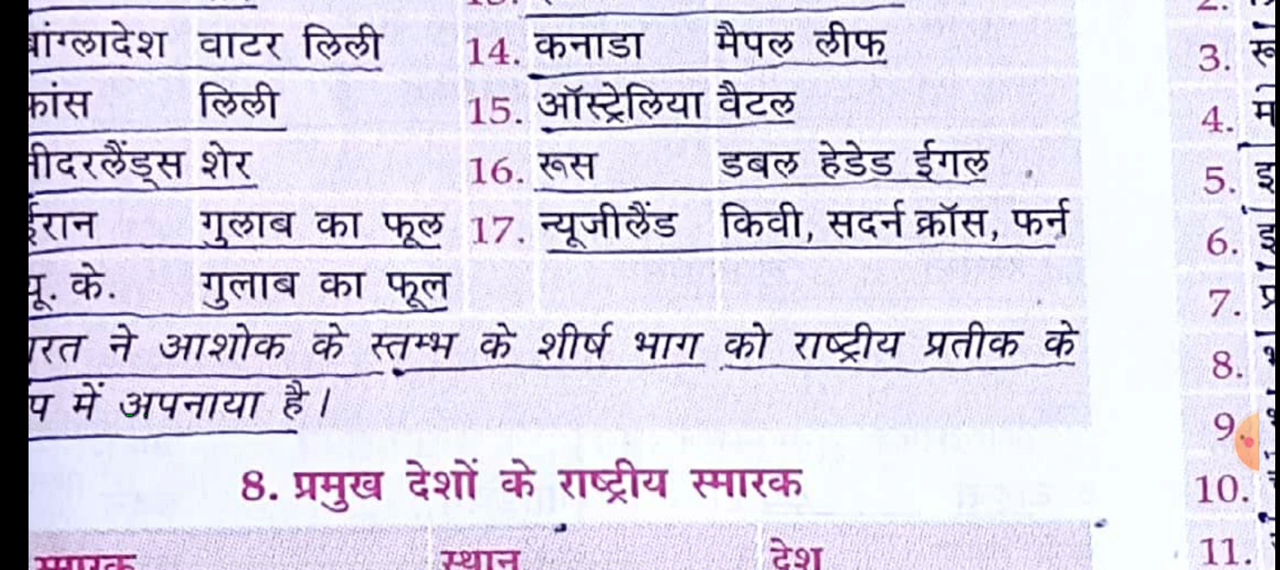 बांग्लादेश वाटर लिली 14. कनाडा मैपल लीफ 3.
फ्रांस लिली 15. ऑस्ट्रेलिया वैटल 4.
नीदरलैंड्स शेर 16. रूस डबल हेडेड ईगल 5.
ईरान गुलाब का फूल 17. न्यूजीलैंड किवी, सदर्न क्रॉस, फर्न 6.
यू. के. गुलाब का फूल 7.
भारत ने आशोक के स्तम्भ के शीर्ष भाग को राष्ट्रीय प्रतीक के 8.
रूप में अपनाया है। 9.
8. प्रमुख देशों के राष्ट्रीय स्मारक 10.
स्मारक स्थान देश 11.